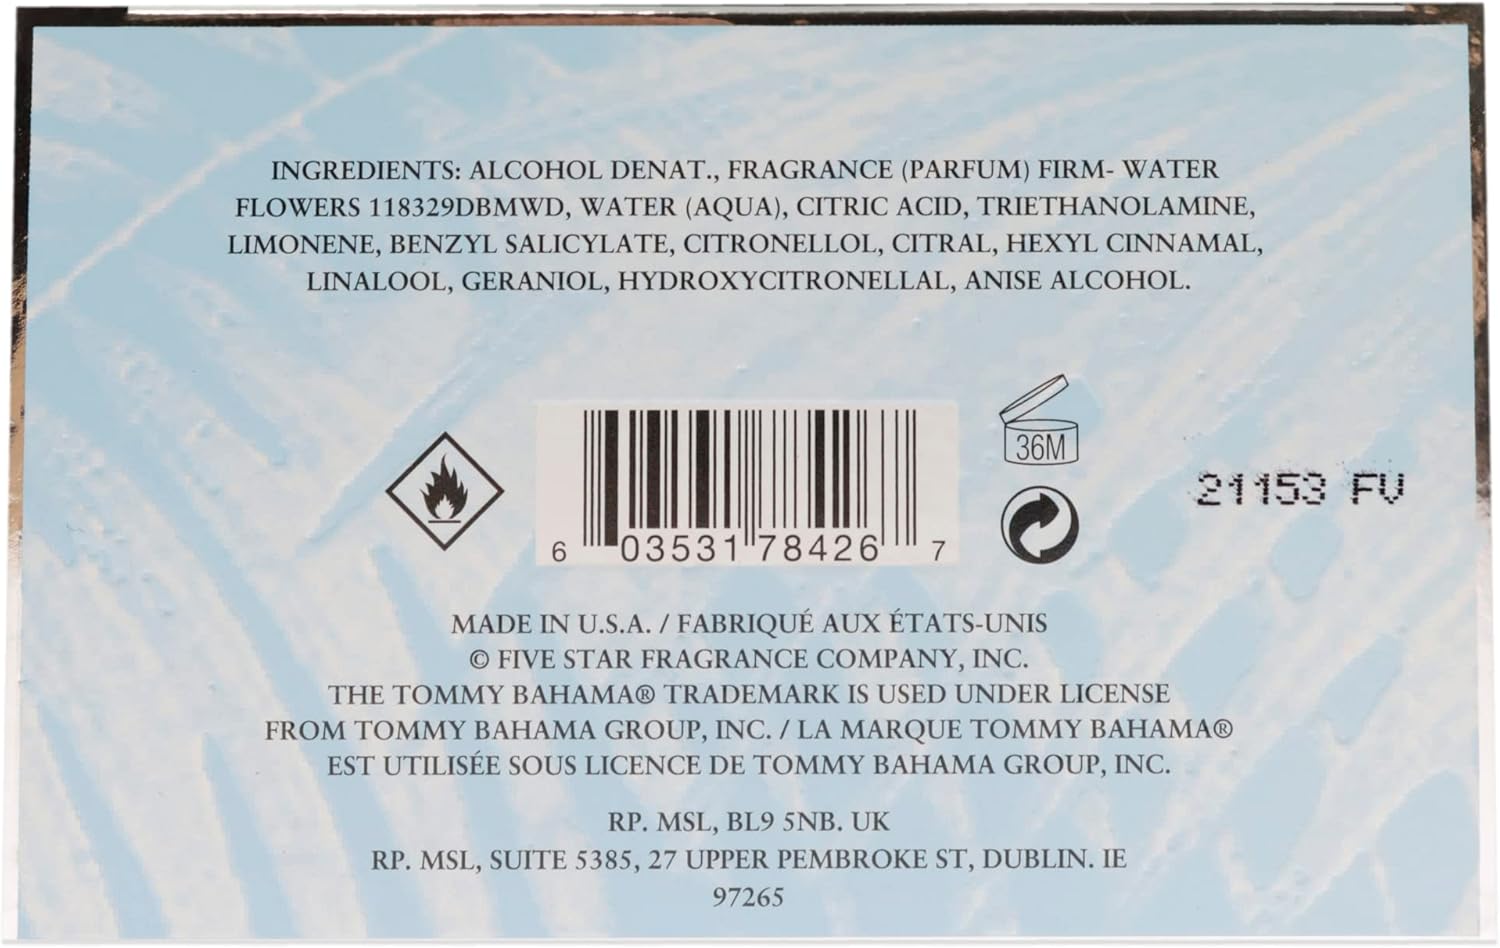 INGREDIENTS: ALCOHOL DENAT., FRAGRANCE (PARFUM) FIRM- WATER
FLOWERS 118329DBMWD, WATER (AQUA), CITRIC ACID, TRIETHANOLAMINE,
LIMONENE, BENZYL SALICYLATE, CITRONELLOL, CITRAL, HEXYL CINNAMAL,
LINALOOL, GERANIOL, HYDROXYCITRONELLAL, ANISE ALCOHOL.
36M
21153 FV
6 03531 78426 7
MADE IN U.S.A. / FABRIQUÉ AUX ÉTATS-UNIS
© FIVE STAR FRAGRANCE COMPANY, INC.
THE TOMMY BAHAMA® TRADEMARK IS USED UNDER LICENSE
FROM TOMMY BAHAMA GROUP, INC. / LA MARQUE TOMMY BAHAMA®
EST UTILISÉE SOUS LICENCE DE TOMMY BAHAMA GROUP, INC.
RP. MSL, BL9 5NB. UK
RP. MSL, SUITE 5385, 27 UPPER PEMBROKE ST, DUBLIN. IE
97265